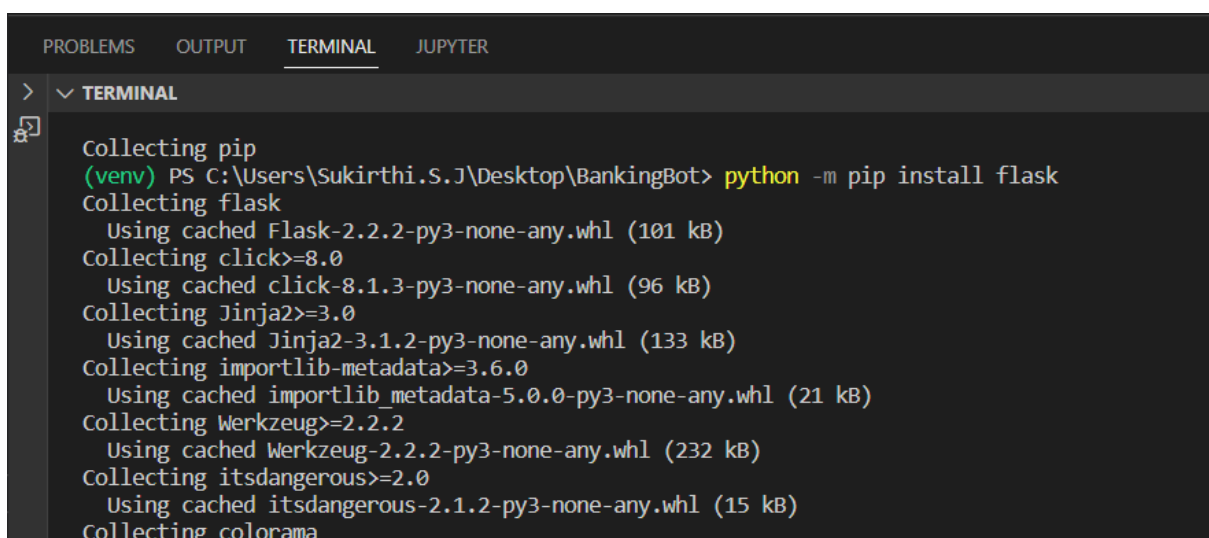 PROBLEMS OUTPUT TERMINAL JUPYTER
TERMINAL
Collecting pip
(venv) PS C:\Users\Sukirthi.S.J\Desktop\BankingBot> python -m pip install flask
Collecting flask
  Using cached Flask-2.2.2-py3-none-any.whl (101 kB)
Collecting click>=8.0
  Using cached click-8.1.3-py3-none-any.whl (96 kB)
Collecting Jinja2>=3.0
  Using cached Jinja2-3.1.2-py3-none-any.whl (133 kB)
Collecting importlib-metadata>=3.6.0
  Using cached importlib_metadata-5.0.0-py3-none-any.whl (21 kB)
Collecting Werkzeug>=2.2.2
  Using cached Werkzeug-2.2.2-py3-none-any.whl (232 kB)
Collecting itsdangerous>=2.0
  Using cached itsdangerous-2.1.2-py3-none-any.whl (15 kB)
Collecting colorama